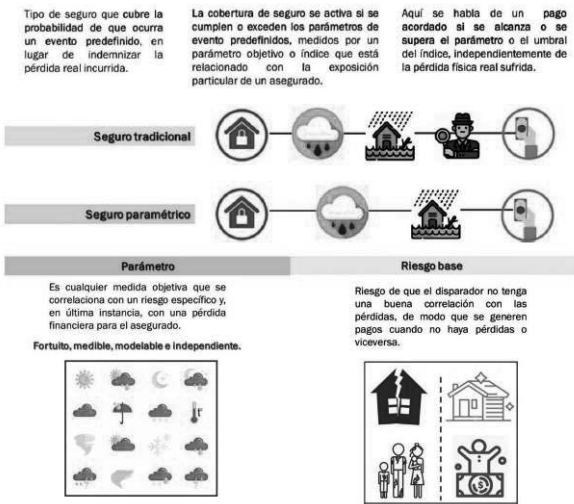 Tipo de seguro que cubre la
probabilidad de que ocurra
un evento predefinido, en
lugar de indemnizar la
pérdida real incurrida.
La cobertura de seguro se activa si se
cumplen o exceden los parámetros de
evento predefinidos, medidos por un
parámetro objetivo o índice que está
relacionado con la exposición
particular de un asegurado.
Aquí se habla de un pago
acordado si se alcanza o se
supera el parámetro o el umbral
del índice, independientemente de
la pérdida física real sufrida.
Seguro tradicional
Seguro paramétrico
Parámetro
Es cualquier medida objetiva que se
correlaciona con un riesgo específico y,
en última instancia, con una pérdida
financiera para el asegurado.
Fortuito, medible, modelable e independiente.
Riesgo base
Riesgo de que el disparador no tenga
una buena correlación con las
pérdidas, de modo que se generen
pagos cuando no haya pérdidas o
viceversa.